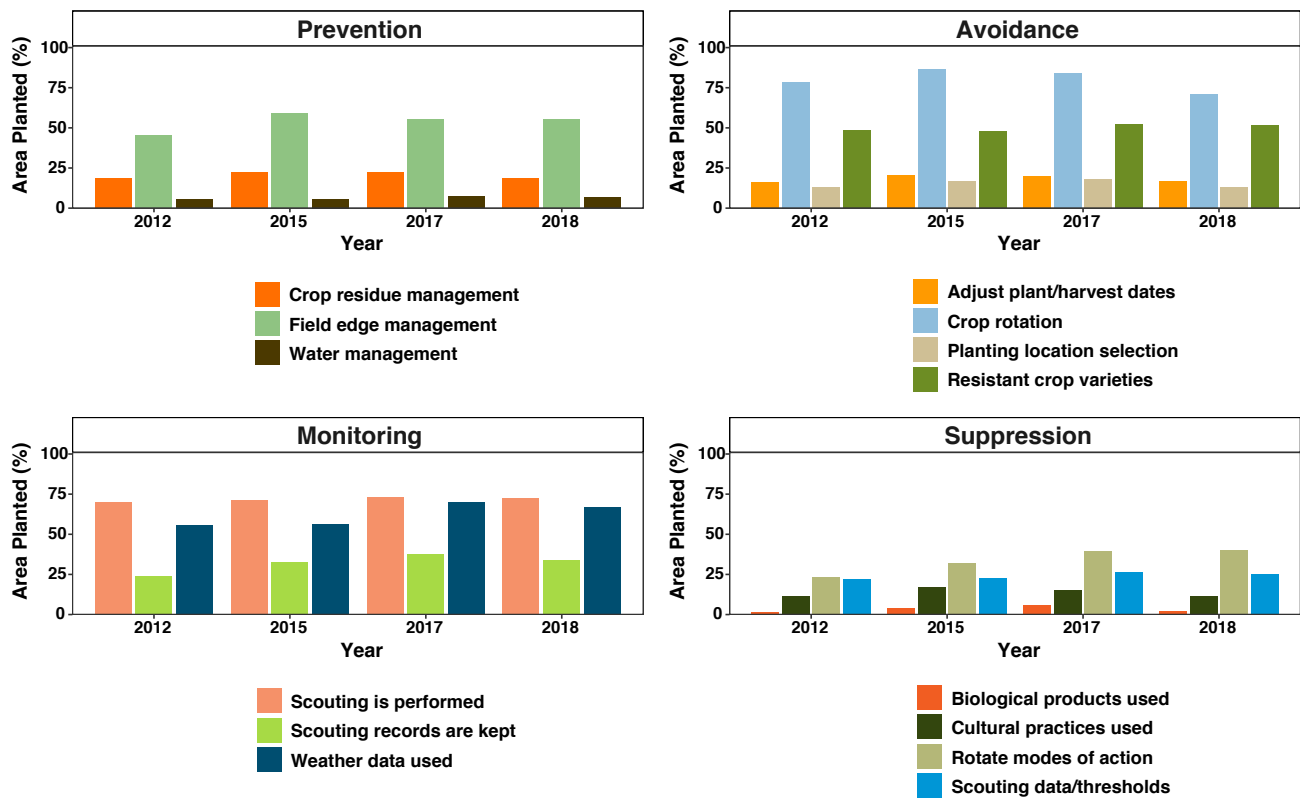 Prevention
Area Planted (%)
100
75
50
25
0
2012 2015 2017 2018
Year
Crop residue management
Field edge management
Water management
Avoidance
Area Planted (%)
100
75
50
25
0
2012 2015 2017 2018
Year
Adjust plant/harvest dates
Crop rotation
Planting location selection
Resistant crop varieties
Monitoring
Area Planted (%)
100
75
50
25
0
2012 2015 2017 2018
Year
Scouting is performed
Scouting records are kept
Weather data used
Suppression
Area Planted (%)
100
75
50
25
0
2012 2015 2017 2018
Year
Biological products used
Cultural practices used
Rotate modes of action
Scouting data/thresholds